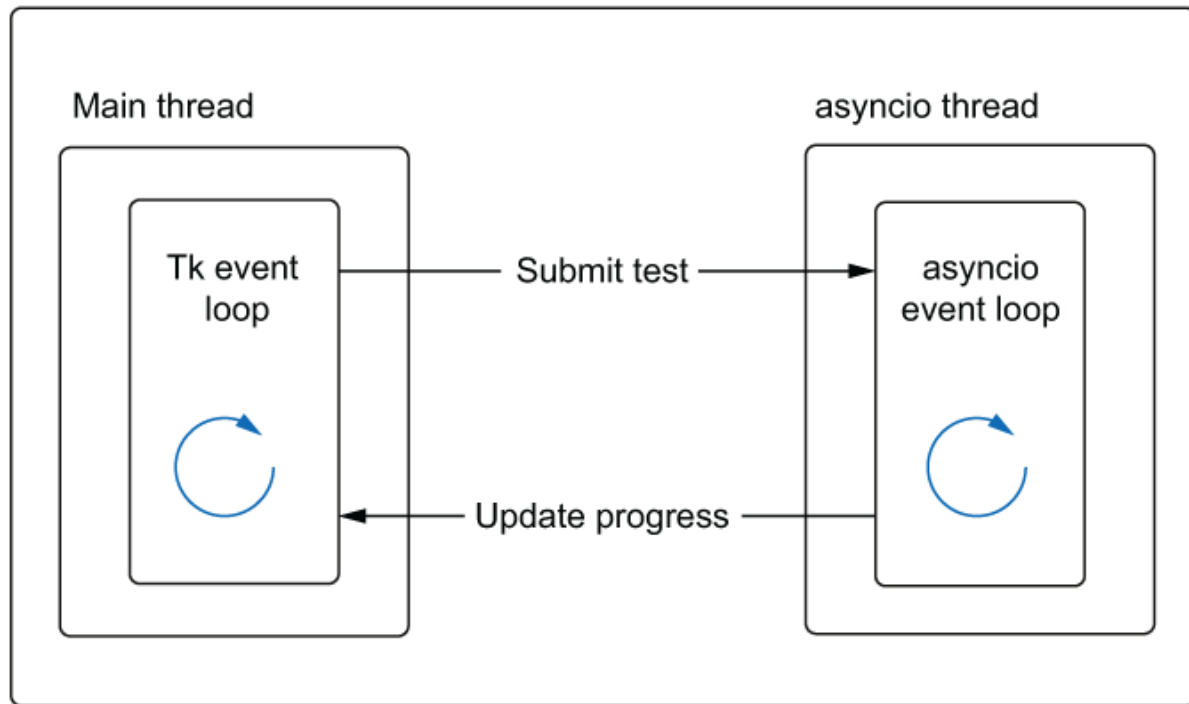 Main thread
asyncio thread
Tk event
loop
Submit test
asyncio
event loop
Update progress